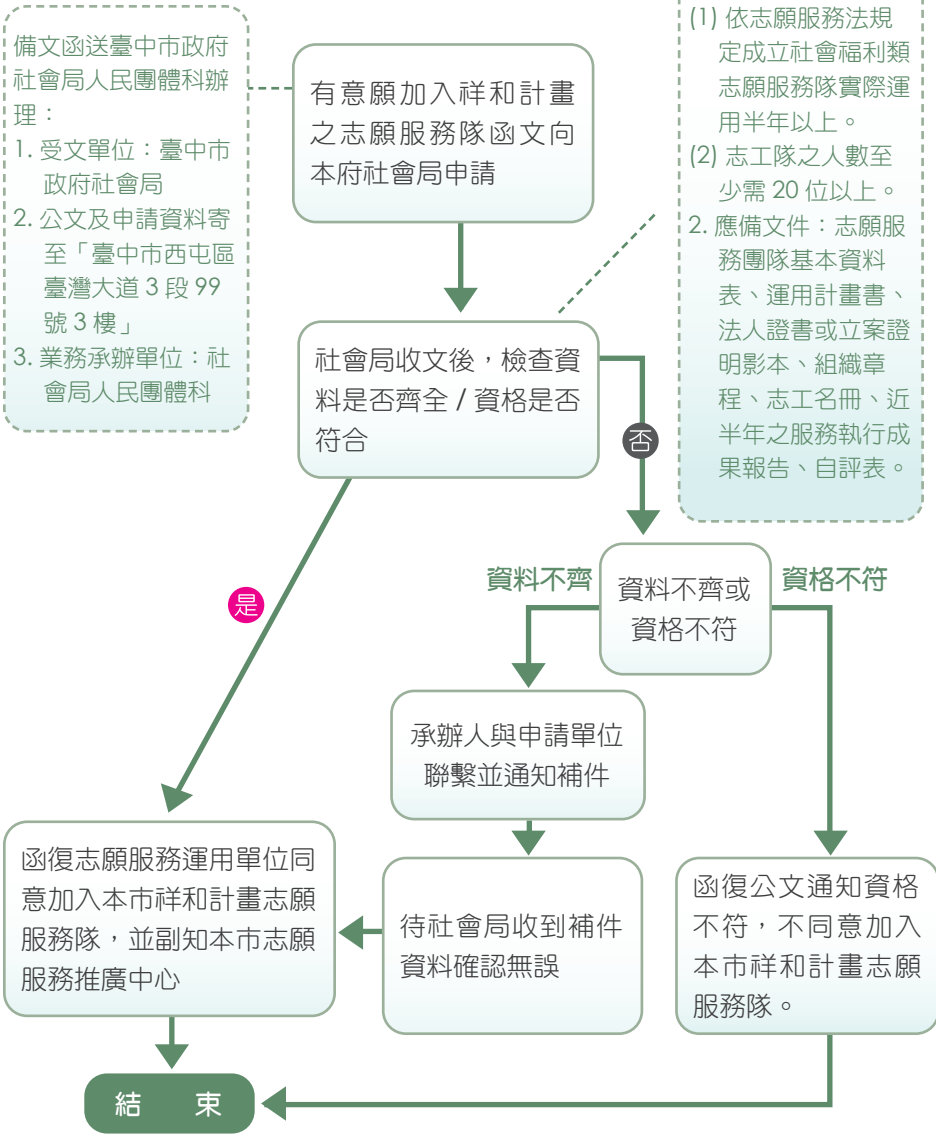 備文函送臺中市政府
社會局人民團體科辦
理：
1. 受文單位：臺中市
政府社會局
2. 公文及申請資料寄
至「臺中市西屯區
臺灣大道 3 段 99
號 3 樓」
3. 業務承辦單位：社
會局人民團體科
有意願加入祥和計畫
之志願服務隊函文向
本府社會局申請
(1) 依志願服務法規
定成立社會福利類
志願服務隊實際運
用半年以上。
(2) 志工隊之人數至
少需 20 位以上。
2. 應備文件：志願服
務團隊基本資料
表、運用計畫書、
法人證書或立案證
明影本、組織章
程、志工名冊、近
半年之服務執行成
果報告、自評表。
社會局收文後，檢查資
料是否齊全 / 資格是否
符合
否
是
資料不齊
資料不齊或
資格不符
資格不符
承辦人與申請單位
聯繫並通知補件
函復志願服務運用單位同
意加入本市祥和計畫志願
服務隊，並副知本市志願
服務推廣中心
待社會局收到補件
資料確認無誤
函復公文通知資格
不符，不同意加入
本市祥和計畫志願
服務隊。
結 束